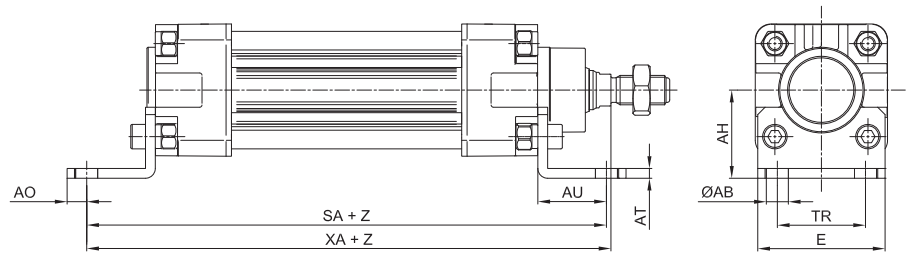 AO
SA + Z
XA + Z
AU
AT
AH
ØAB
TR
E